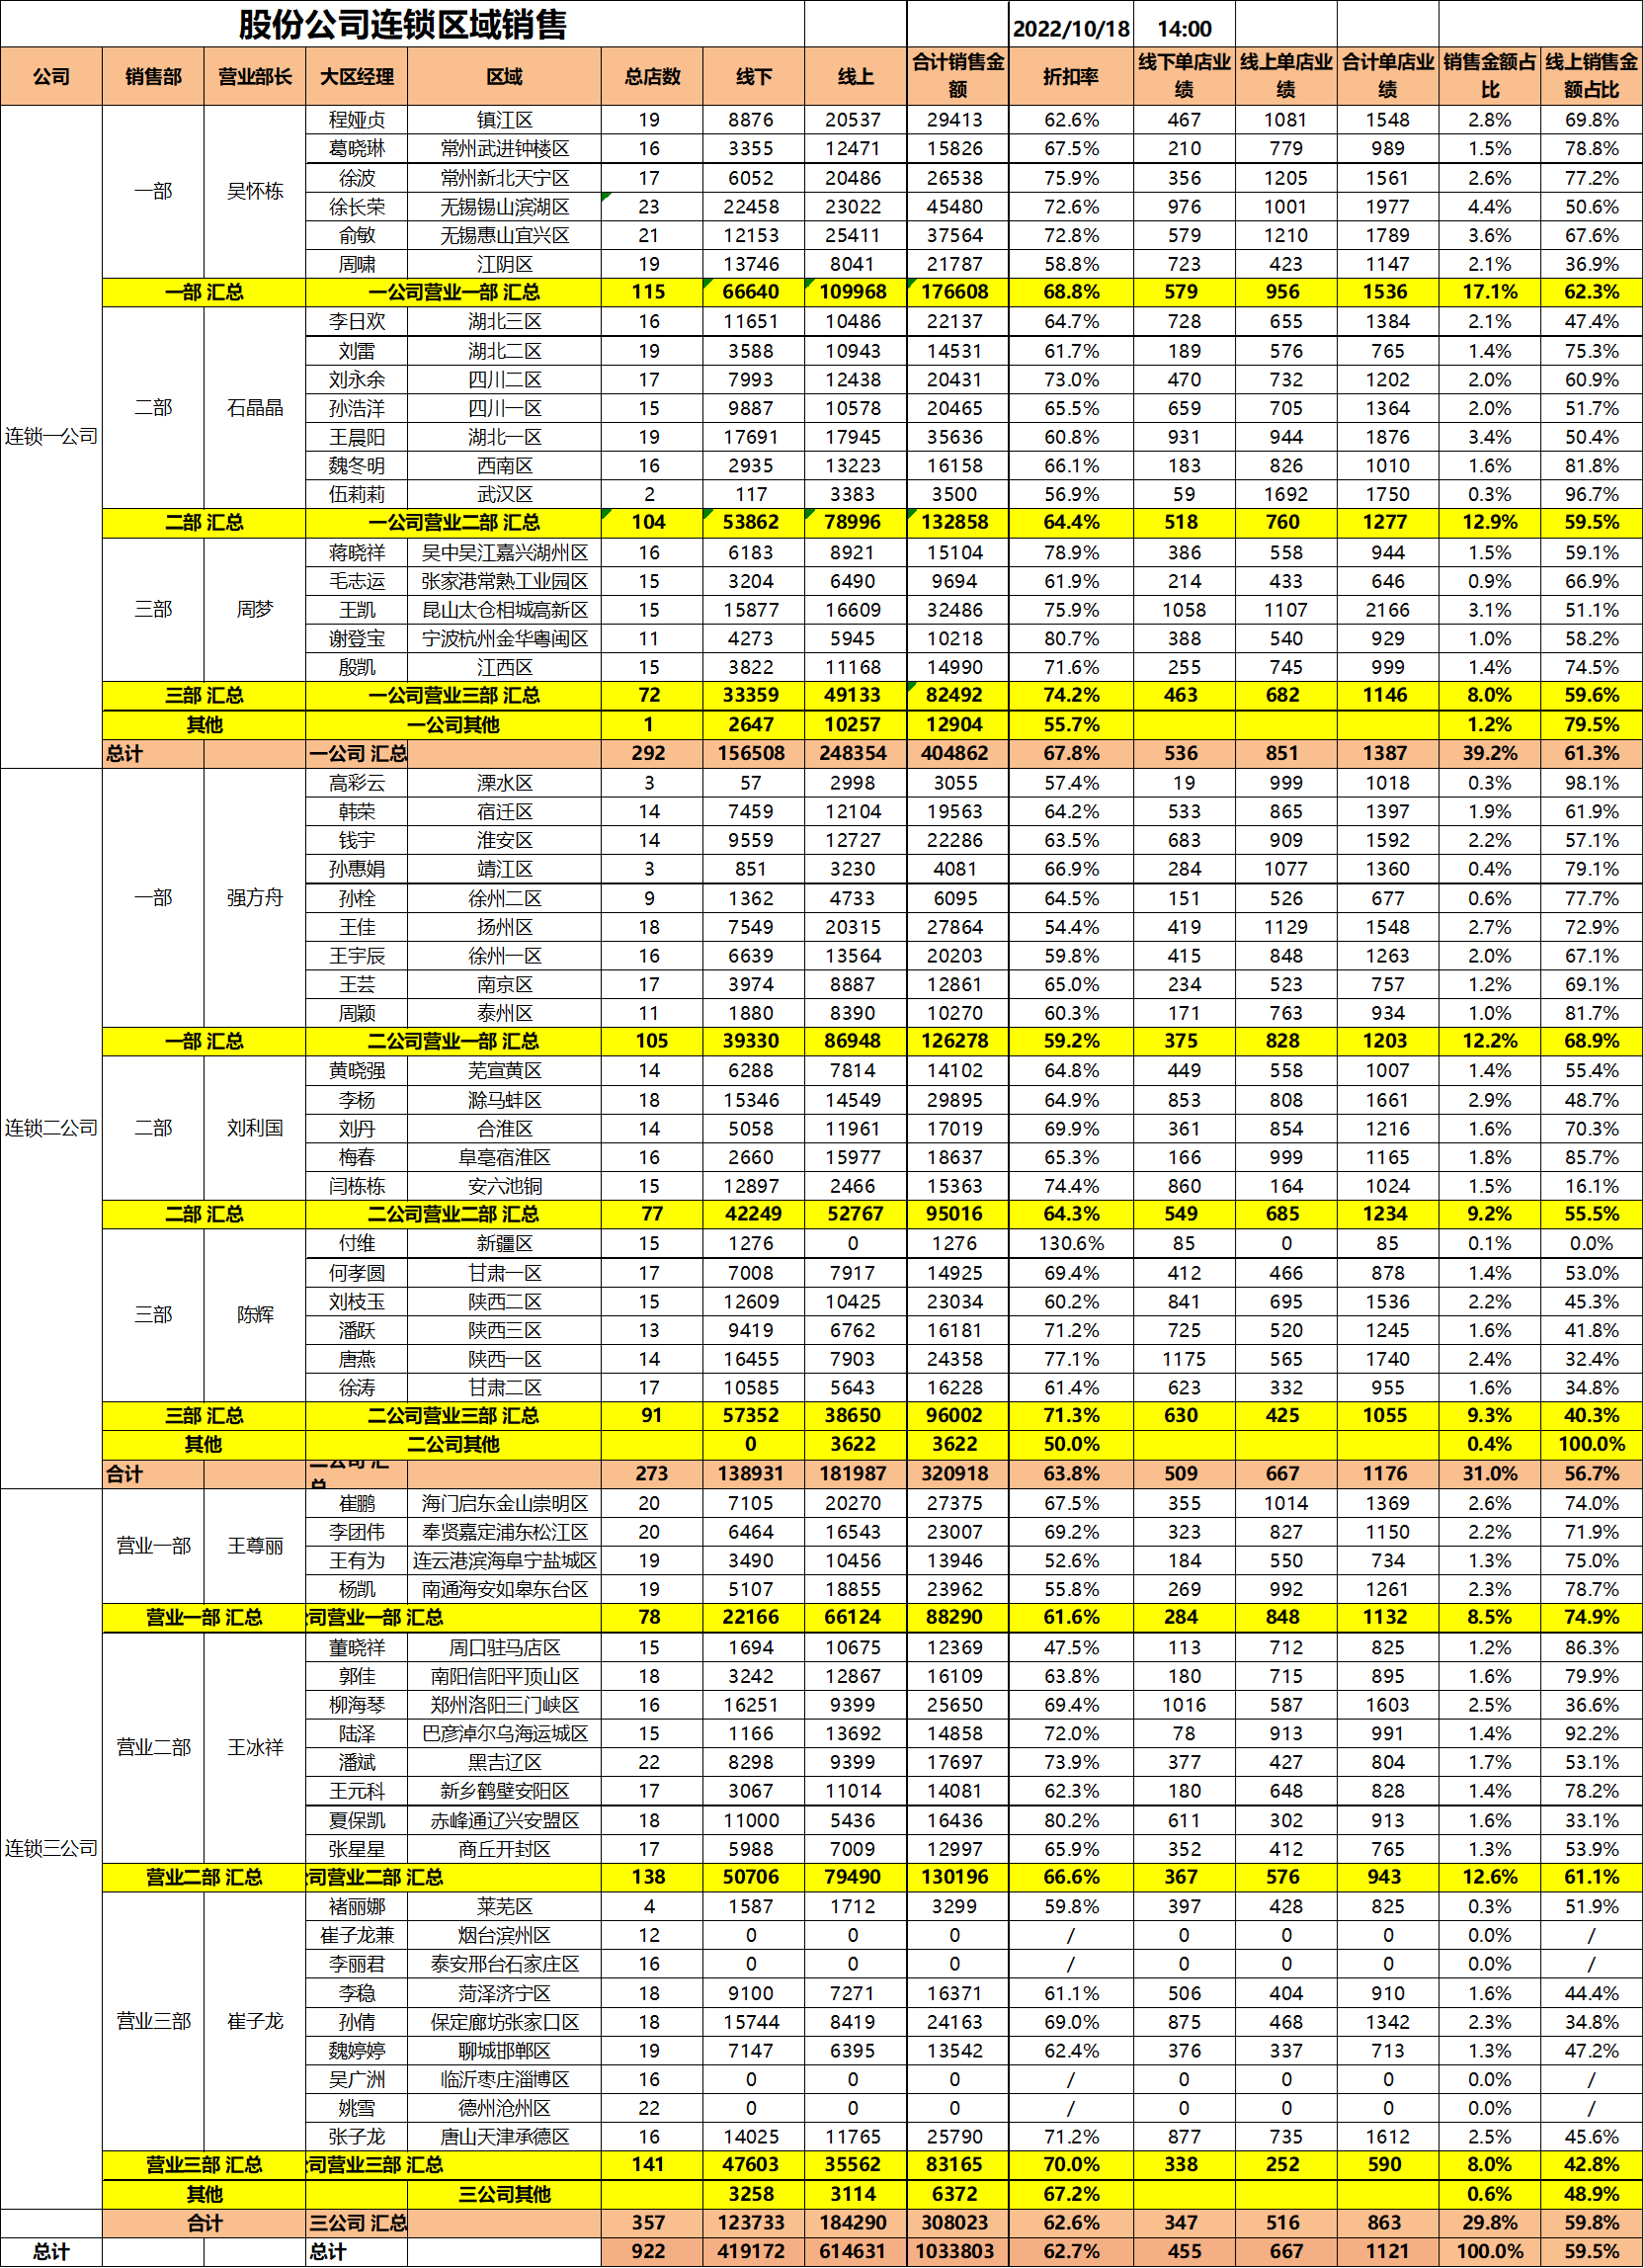 股份公司连锁区域销售 2022/10/18 14:00
公司 销售部 营业部长 大区经理 区域 总店数 线下 线上 合计销售金额 折扣率 线下单店业绩 线上单店业绩 合计单店业绩 销售金额占比 线上销售金额占比
程娅贞 镇江区 19 8876 20537 29413 62.6% 467 1081 1548 2.8% 69.8%
葛晓琳 常州武进钟楼区 16 3355 12471 15826 67.5% 210 779 989 1.5% 78.8%
一部 吴怀栋 徐波 常州新北天宁区 17 6052 20486 26538 75.9% 356 1205 1561 2.6% 77.2%
徐长荣 无锡锡山滨湖区 23 22458 23022 45480 72.6% 976 1001 1977 4.4% 50.6%
俞敏 无锡惠山宜兴区 21 12153 25411 37564 72.8% 579 1210 1789 3.6% 67.6%
周啸 江阴区 19 13746 8041 21787 58.8% 723 423 1147 2.1% 36.9%
一部 汇总 一公司营业一部 汇总 115 66640 109968 176608 68.8% 579 956 1536 17.1% 62.3%
李日欢 湖北三区 16 11651 10486 22137 64.7% 728 655 1384 2.1% 47.4%
刘雷 湖北二区 19 3588 10943 14531 61.7% 189 576 765 1.4% 75.3%
刘永余 四川二区 17 7993 12438 20431 73.0% 470 732 1202 2.0% 60.9%
二部 石晶晶 孙浩洋 四川一区 15 9887 10578 20465 65.5% 659 705 1364 2.0% 51.7%
连锁一公司 王晨阳 湖北一区 19 17691 17945 35636 60.8% 931 944 1876 3.4% 50.4%
魏冬明 西南区 16 2935 13223 16158 66.1% 183 826 1010 1.6% 81.8%
伍莉莉 武汉区 2 117 3383 3500 56.9% 59 1692 1750 0.3% 96.7%
二部 汇总 一公司营业二部 汇总 104 53862 78996 132858 64.4% 518 760 1277 12.9% 59.5%
蒋晓祥 吴中吴江嘉兴湖州区 16 6183 8921 15104 78.9% 386 558 944 1.5% 59.1%
毛志运 张家港常熟工业园区 15 3204 6490 9694 61.9% 214 433 646 0.9% 66.9%
三部 周梦 王凯 昆山太仓相城高新区 15 15877 16609 32486 75.9% 1058 1107 2166 3.1% 51.1%
谢登宝 宁波杭州金华粤闽区 11 4273 5945 10218 80.7% 388 540 929 1.0% 58.2%
殷凯 江西区 15 3822 11168 14990 71.6% 255 745 999 1.4% 74.5%
三部 汇总 一公司营业三部 汇总 72 33359 49133 82492 74.2% 463 682 1146 8.0% 59.6%
其他 一公司其他 1 2647 10257 12904 55.7% 1.2% 79.5%
总计 一公司 汇总 292 156508 248354 404862 67.8% 536 851 1387 39.2% 61.3%
高彩云 溧水区 3 57 2998 3055 57.4% 19 999 1018 0.3% 98.1%
韩荣 宿迁区 14 7459 12104 19563 64.2% 533 865 1397 1.9% 61.9%
钱宇 淮安区 14 9559 12727 22286 63.5% 683 909 1592 2.2% 57.1%
孙惠娟 靖江区 3 851 3230 4081 66.9% 284 1077 1360 0.4% 79.1%
一部 强方舟 孙栓 徐州二区 9 1362 4733 6095 64.5% 151 526 677 0.6% 77.7%
王佳 扬州区 18 7549 20315 27864 54.4% 419 1129 1548 2.7% 72.9%
王宇辰 徐州一区 16 6639 13564 20203 59.8% 415 848 1263 2.0% 67.1%
王芸 南京区 17 3974 8887 12861 65.0% 234 523 757 1.2% 69.1%
周颖 泰州区 11 1880 8390 10270 60.3% 171 763 934 1.0% 81.7%
一部 汇总 二公司营业一部 汇总 105 39330 86948 126278 59.2% 375 828 1203 12.2% 68.9%
黄晓强 芜宣黄区 14 6288 7814 14102 64.8% 449 558 1007 1.4% 55.4%
李杨 滁马蚌区 18 15346 14549 29895 64.9% 853 808 1661 2.9% 48.7%
连锁二公司 二部 刘利国 刘丹 合淮区 14 5058 11961 17019 69.9% 361 854 1216 1.6% 70.3%
梅春 阜亳宿淮区 16 2660 15977 18637 65.3% 166 999 1165 1.8% 85.7%
闫栋栋 安六池铜 15 12897 2466 15363 74.4% 860 164 1024 1.5% 16.1%
二部 汇总 二公司营业二部 汇总 77 42249 52767 95016 64.3% 549 685 1234 9.2% 55.5%
付维 新疆区 15 1276 0 1276 130.6% 85 0 85 0.1% 0.0%
何孝圆 甘肃一区 17 7008 7917 14925 69.4% 412 466 878 1.4% 53.0%
刘枝玉 陕西二区 15 12609 10425 23034 60.2% 841 695 1536 2.2% 45.3%
三部 陈辉 潘跃 陕西三区 13 9419 6762 16181 71.2% 725 520 1245 1.6% 41.8%
唐燕 陕西一区 14 16455 7903 24358 77.1% 1175 565 1740 2.4% 32.4%
徐涛 甘肃二区 17 10585 5643 16228 61.4% 623 332 955 1.6% 34.8%
三部 汇总 二公司营业三部 汇总 91 57352 38650 96002 71.3% 630 425 1055 9.3% 40.3%
其他 二公司其他 0 3622 3622 50.0% 0.4% 100.0%
合计 二公司 汇总 273 138931 181987 320918 63.8% 509 667 1176 31.0% 56.7%
崔鹏 海门启东金山崇明区 20 7105 20270 27375 67.5% 355 1014 1369 2.6% 74.0%
李团伟 奉贤嘉定浦东松江区 20 6464 16543 23007 69.2% 323 827 1150 2.2% 71.9%
营业一部 王尊丽 王有为 连云港滨海阜宁盐城区 19 3490 10456 13946 52.6% 184 550 734 1.3% 75.0%
杨凯 南通海安如皋东台区 19 5107 18855 23962 55.8% 269 992 1261 2.3% 78.7%
营业一部 汇总 公司营业一部 汇总 78 22166 66124 88290 61.6% 284 848 1132 8.5% 74.9%
董晓祥 周口驻马店区 15 1694 10675 12369 47.5% 113 712 825 1.2% 86.3%
郭佳 南阳信阳平顶山区 18 3242 12867 16109 63.8% 180 715 895 1.6% 79.9%
柳海琴 郑州洛阳三门峡区 16 16251 9399 25650 69.4% 1016 587 1603 2.5% 36.6%
营业二部 王冰祥 陆泽 巴彦淖尔乌海运城区 15 1166 13692 14858 72.0% 78 913 991 1.4% 92.2%
潘斌 黑吉辽区 22 8298 9399 17697 73.9% 377 427 804 1.7% 53.1%
王元科 新乡鹤壁安阳区 17 3067 11014 14081 62.3% 180 648 828 1.4% 78.2%
夏保凯 赤峰通辽兴安盟区 18 11000 5436 16436 80.2% 611 302 913 1.6% 33.1%
连锁三公司 张星星 商丘开封区 17 5988 7009 12997 65.9% 352 412 765 1.3% 53.9%
营业二部 汇总 公司营业二部 汇总 138 50706 79490 130196 66.6% 367 576 943 12.6% 61.1%
褚丽娜 莱芜区 4 1587 1712 3299 59.8% 397 428 825 0.3% 51.9%
崔子龙兼 烟台滨州区 12 0 0 0 / 0 0 0 0.0% /
李丽君 泰安邢台石家庄区 16 0 0 0 / 0 0 0 0.0% /
李稳 菏泽济宁区 18 9100 7271 16371 61.1% 506 404 910 1.6% 44.4%
营业三部 崔子龙 孙倩 保定廊坊张家口区 18 15744 8419 24163 69.0% 875 468 1342 2.3% 34.8%
魏婷婷 聊城邯郸区 19 7147 6395 13542 62.4% 376 337 713 1.3% 47.2%
吴广洲 临沂枣庄淄博区 16 0 0 0 / 0 0 0 0.0% /
姚雪 德州沧州区 22 0 0 0 / 0 0 0 0.0% /
张子龙 唐山天津承德区 16 14025 11765 25790 71.2% 877 735 1612 2.5% 45.6%
营业三部 汇总 公司营业三部 汇总 141 47603 35562 83165 70.0% 338 252 590 8.0% 42.8%
其他 三公司其他 3258 3114 6372 67.2% 0.6% 48.9%
合计 三公司 汇总 357 123733 184290 308023 62.6% 347 516 863 29.8% 59.8%
总计 总计 922 419172 614631 1033803 62.7% 455 667 1121 100.0% 59.5%